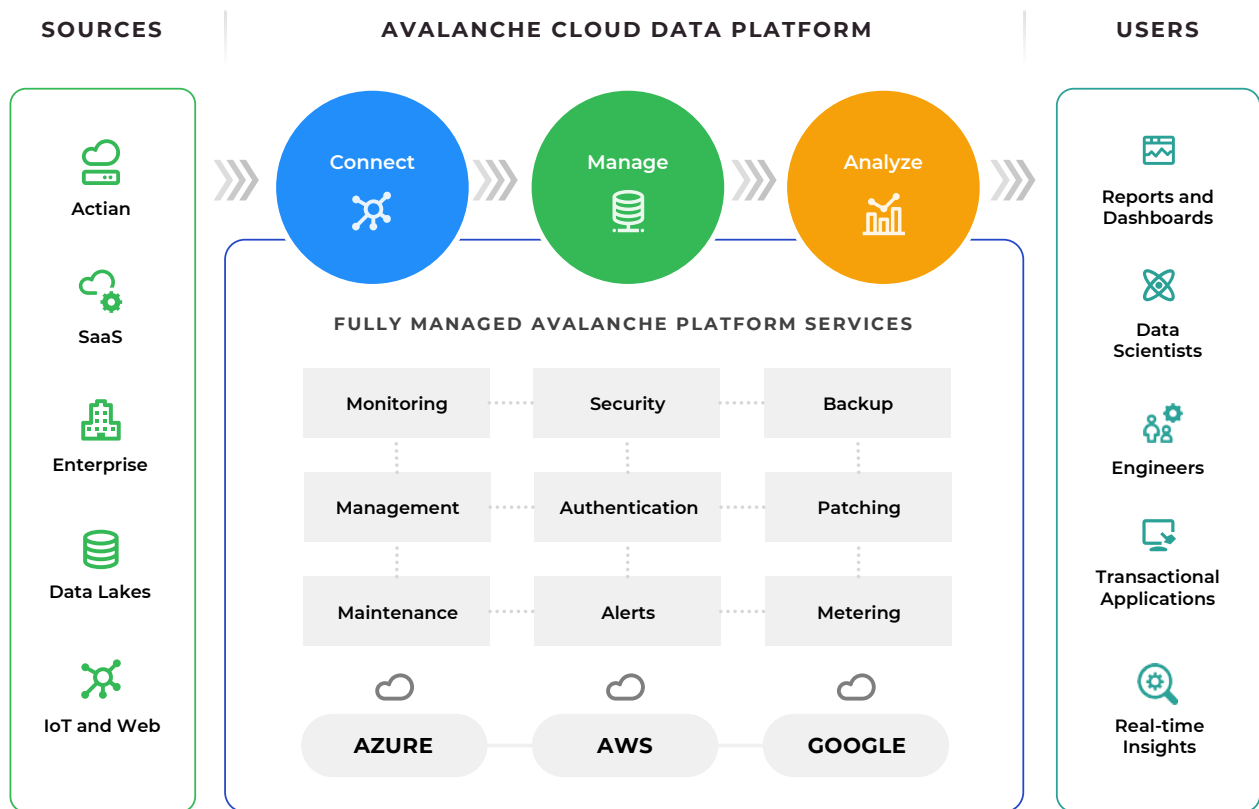 SOURCES
AVALANCHE CLOUD DATA PLATFORM
USERS
Actian
SaaS
Enterprise
Data Lakes
IoT and Web
Connect
Manage
Analyze
FULLY MANAGED AVALANCHE PLATFORM SERVICES
Monitoring
Security
Backup
Management
Authentication
Patching
Maintenance
Alerts
Metering
AZURE
AWS
GOOGLE
Reports and
Dashboards
Data
Scientists
Engineers
Transactional
Applications
Real-time
Insights